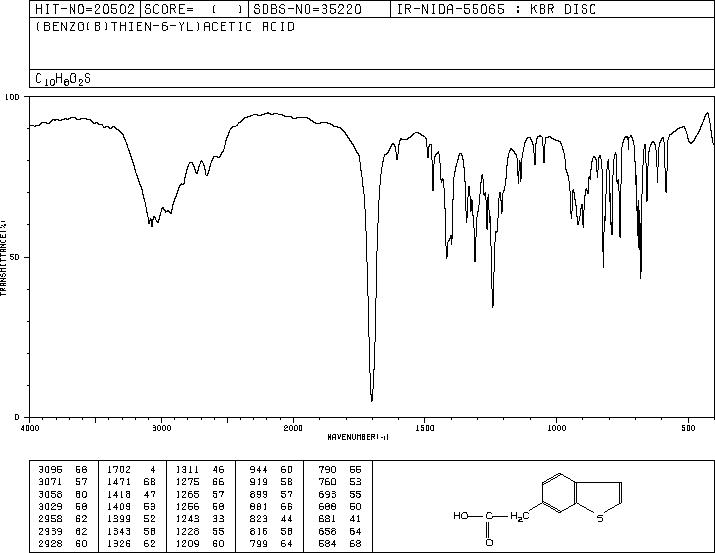 HIT-NO=20502 SCORE= ( ) SDBS-NO=35220 IR-NIDA-55065 : KBR DISC
(BENZO(B)THIEN-6-YL)ACETIC ACID
C10H8O2S
100
50
0
TRANSMITTANCE(%)
4000 3000 2000 1500 1000 500
WAVENUMBER(-1)
3095 58 1702 4 1311 46 944 60 790 55
3071 57 1471 68 1275 66 919 58 760 53
3058 60 1418 47 1265 57 899 57 693 55
3029 58 1409 50 1256 58 881 66 688 50
2958 62 1399 52 1243 33 823 44 681 41
2939 62 1343 58 1228 55 816 58 658 64
2928 60 1326 62 1209 60 799 64 584 68
HO C H2C S
O